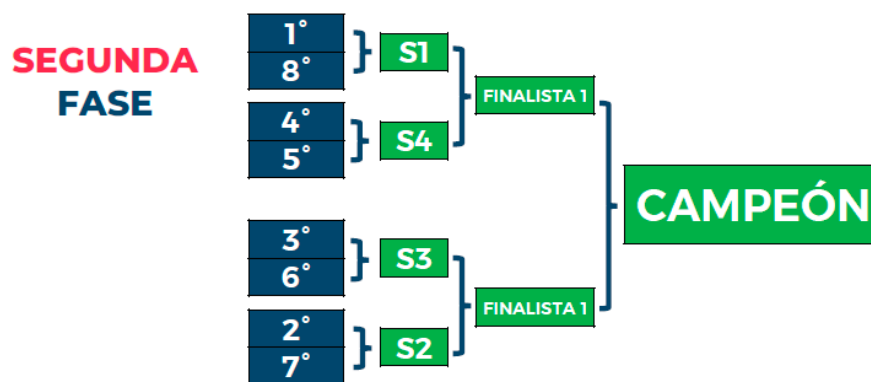 SEGUNDA
FASE
1°
8°
S1
4°
5°
S4
FINALISTA 1
3°
6°
S3
2°
7°
S2
FINALISTA 1
CAMPEÓN